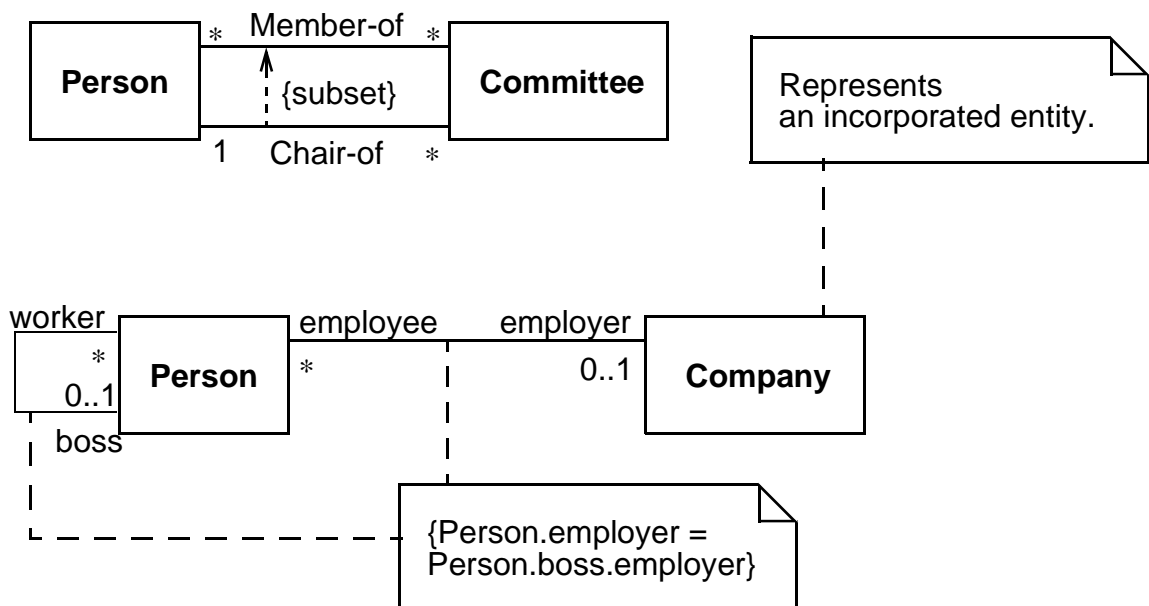 * Member-of *
Person
{subset}
Committee
1 Chair-of *
Represents
an incorporated entity.
worker
*
0..1
boss
Person
employee
*
employer
0..1
Company
{Person.employer =
Person.boss.employer}